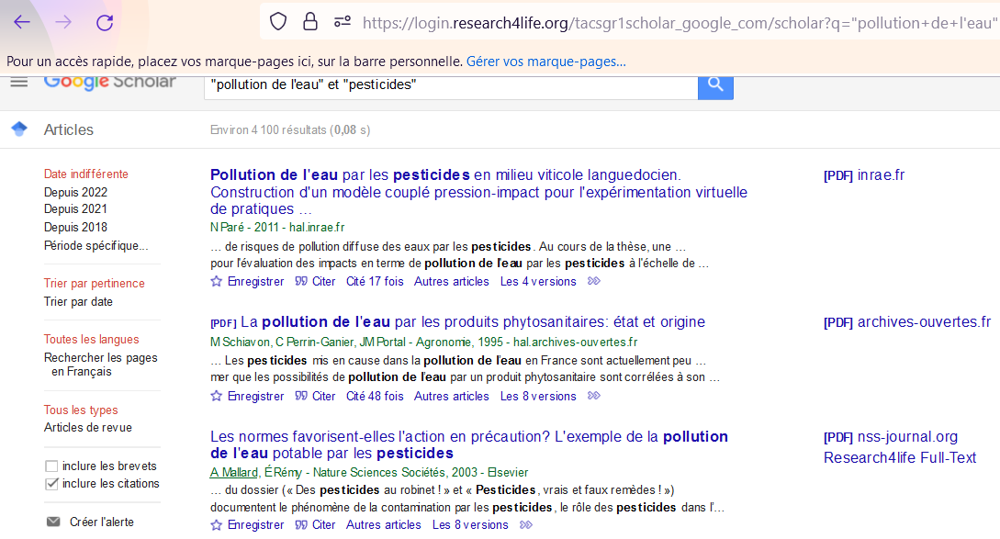 https://login.research4life.org/tacsgr1scholar_google_com/scholar?q="pollution+de+l'eau"
Pour un accès rapide, placez vos marque-pages ici, sur la barre personnelle. Gérer vos marque-pages...
Google Scholar
"pollution de l'eau" et "pesticides"
Articles
Environ 4 100 résultats (0,08 s)
Date indifférente
Depuis 2022
Depuis 2021
Depuis 2018
Période spécifique...
Trier par pertinence
Trier par date
Toutes les langues
Rechercher les pages
en Français
Tous les types
Articles de revue
inclure les brevets
inclure les citations
Créer l'alerte
Pollution de l'eau par les pesticides en milieu viticole languedocien.
Construction d'un modèle couplé pression-impact pour l'expérimentation virtuelle
de pratiques …
N Paré - 2011 - hal.inrae.fr
… de risques de pollution diffuse des eaux par les pesticides. Au cours de la thèse, une …
pour l'évaluation des impacts en terme de pollution de l'eau par les pesticides à l'échelle de …
Enregistrer Citer Cité 17 fois Autres articles Les 4 versions
[PDF] inrae.fr
[PDF] La pollution de l'eau par les produits phytosanitaires: état et origine
M Schiavon, C Perrin-Ganier, JM Portal - Agronomie, 1995 - hal.archives-ouvertes.fr
… Les pesticides mis en cause dans la pollution de l'eau en France sont actuellement peu …
mer que les possibilités de pollution de l'eau par un produit phytosanitaire sont corrélées à son …
Enregistrer Citer Cité 48 fois Autres articles Les 8 versions
[PDF] archives-ouvertes.fr
Les normes favorisent-elles l'action en précaution? L'exemple de la pollution
de l'eau potable par les pesticides
A Mallard, É Rémy - Nature Sciences Sociétés, 2003 - Elsevier
… du dossier (« Des pesticides au robinet ! » et « Pesticides, vrais et faux remèdes ! »)
documentent le phénomène de la contamination par les pesticides, le rôle des pesticides dans l'…
Enregistrer Citer Autres articles Les 8 versions
[PDF] nss-journal.org
Research4life Full-Text